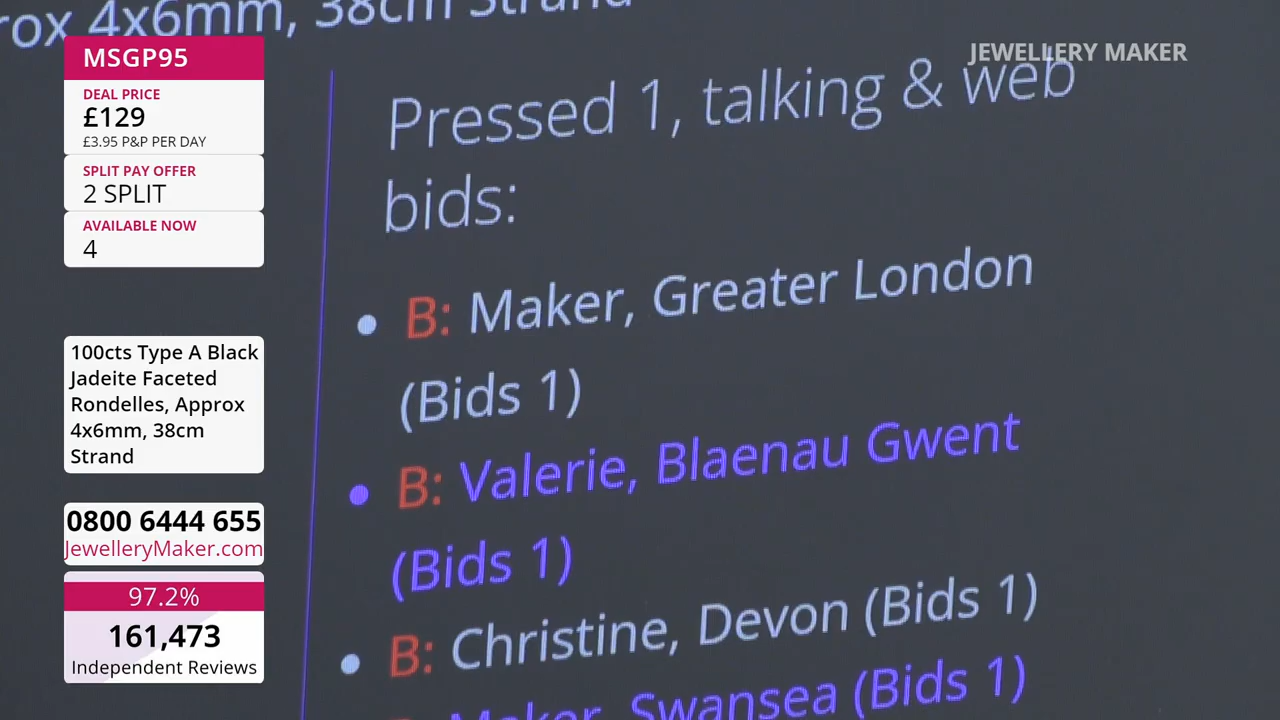 rox 4x6mm, 38cm Strand
JEWELLERY MAKER
MSGP95
DEAL PRICE
£129
£3.95 P&P PER DAY
SPLIT PAY OFFER
2 SPLIT
AVAILABLE NOW
4
100cts Type A Black
Jadeite Faceted
Rondelles, Approx
4x6mm, 38cm
Strand
0800 6444 655
JewelleryMaker.com
97.2%
161,473
Independent Reviews
Pressed 1, talking & web
bids:
B: Maker, Greater London
(Bids 1)
B: Valerie, Blaenau Gwent
(Bids 1)
B: Christine, Devon (Bids 1)
B: Maker, Swansea (Bids 1)